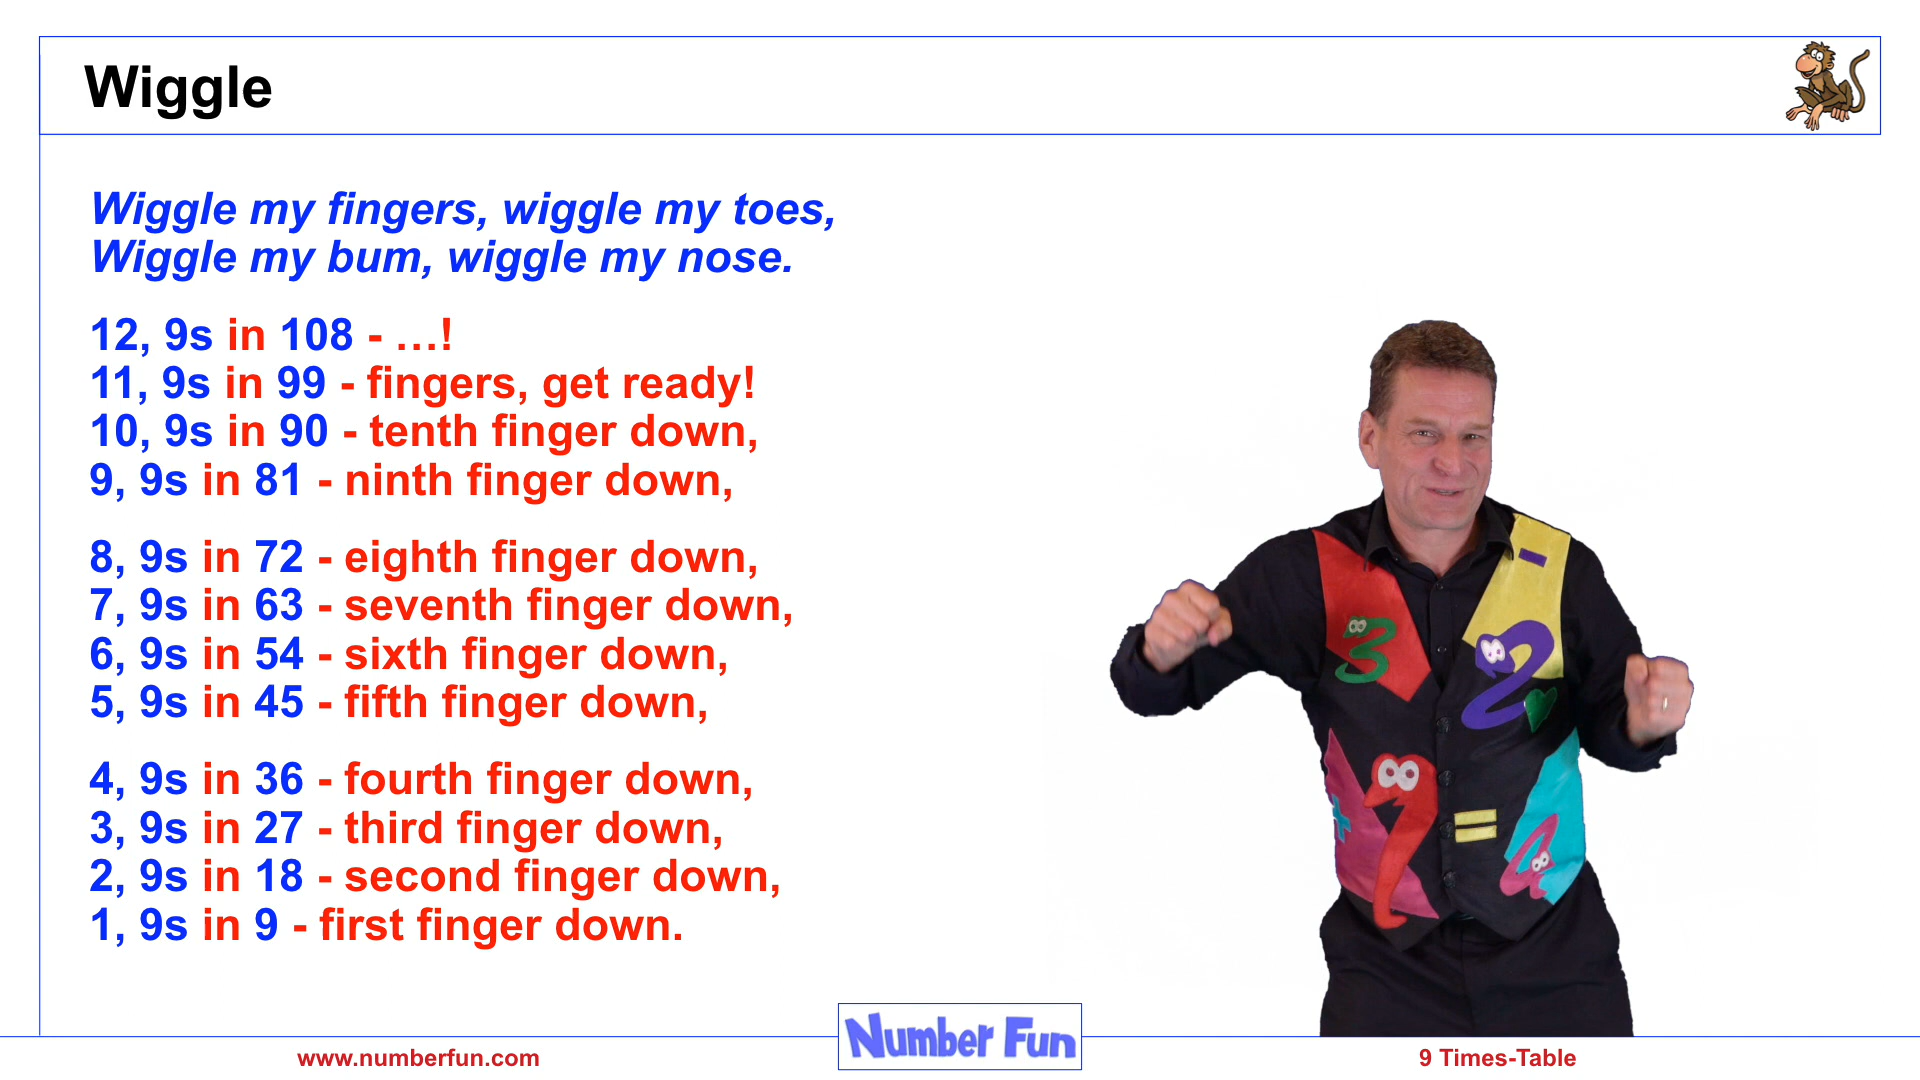 Wiggle
Wiggle my fingers, wiggle my toes,
Wiggle my bum, wiggle my nose.
12, 9s in 108 - …!
11, 9s in 99 - fingers, get ready!
10, 9s in 90 - tenth finger down,
9, 9s in 81 - ninth finger down,
8, 9s in 72 - eighth finger down,
7, 9s in 63 - seventh finger down,
6, 9s in 54 - sixth finger down,
5, 9s in 45 - fifth finger down,
4, 9s in 36 - fourth finger down,
3, 9s in 27 - third finger down,
2, 9s in 18 - second finger down,
1, 9s in 9 - first finger down.
3
2
www.numberfun.com
Number Fun
9 Times-Table